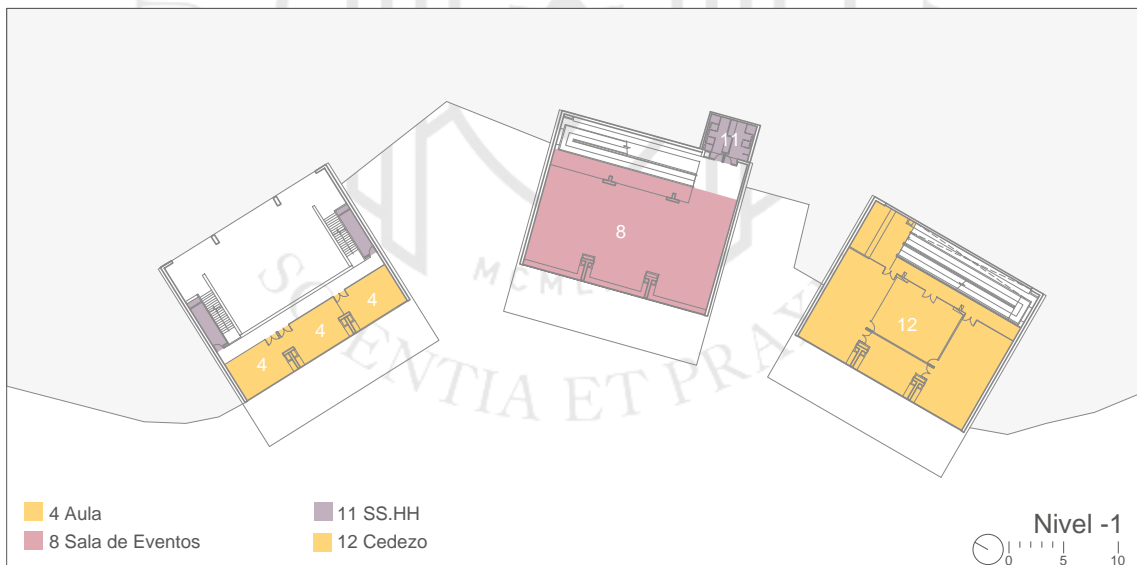 11
8
12
4
4
4
MCML
SCIENTIA ET PRAX
4 Aula
8 Sala de Eventos
11 SS.HH
12 Cedezo
Nivel -1
0 5 10